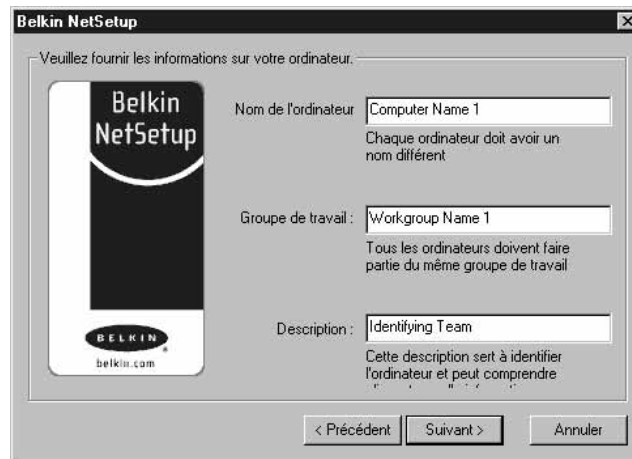 Belkin NetSetup
Veuillez fournir les informations sur votre ordinateur.
Belkin
NetSetup
BELKIN
belkin.com
Nom de l'ordinateur
Computer Name 1
Chaque ordinateur doit avoir un
nom différent
Groupe de travail :
Workgroup Name 1
Tous les ordinateurs doivent faire
partie du même groupe de travail
Description :
Identifying Team
Cette description sert à identifier
l'ordinateur et peut comprendre
< Précédent
Suivant >
Annuler